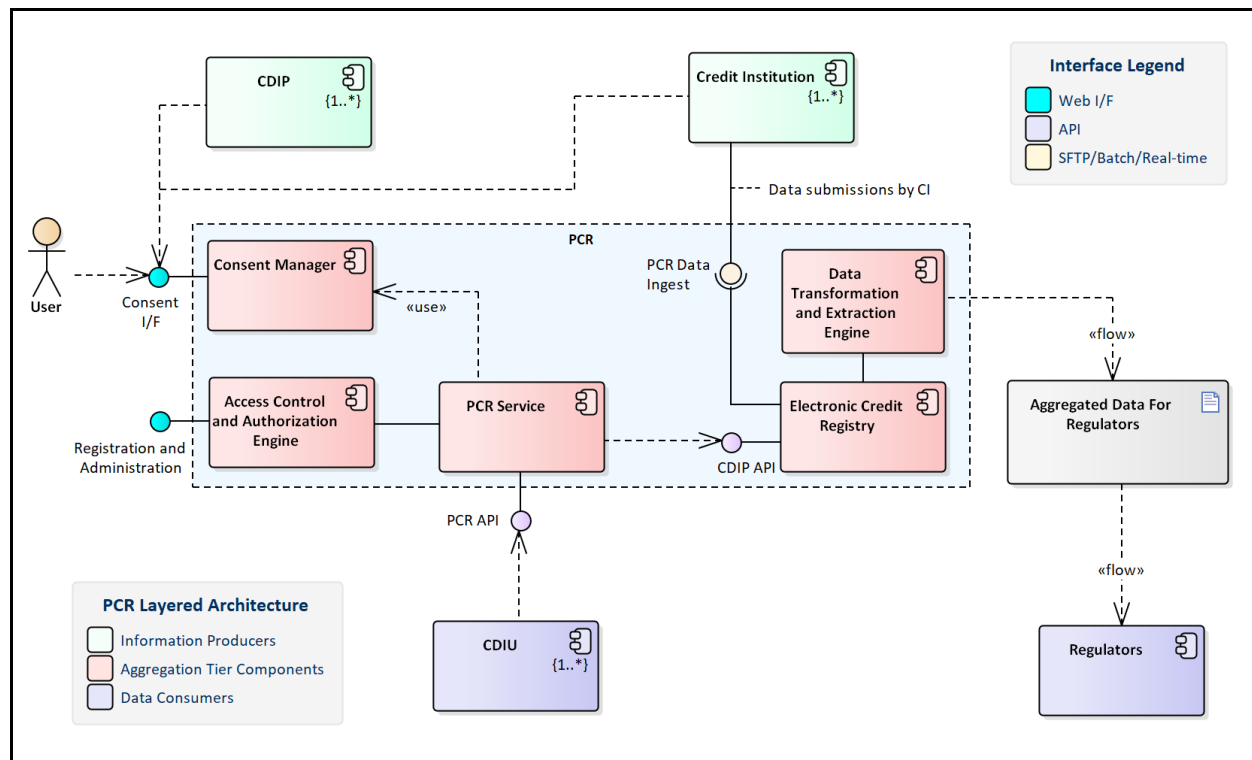 CDIP
{1..*}
Credit Institution
{1..*}
Interface Legend
Web I/F
API
SFTP/Batch/Real-time
Data submissions by CI
User
Consent
I/F
PCR
Consent Manager
«use»
PCR Data
Ingest
Data
Transformation
and Extraction
Engine
«flow»
Registration and
Administration
Access Control
and Authorization
Engine
PCR Service
CDIP API
Electronic Credit
Registry
Aggregated Data For
Regulators
PCR API
«flow»
PCR Layered Architecture
Information Producers
Aggregation Tier Components
Data Consumers
CDIU
{1..*}
Regulators